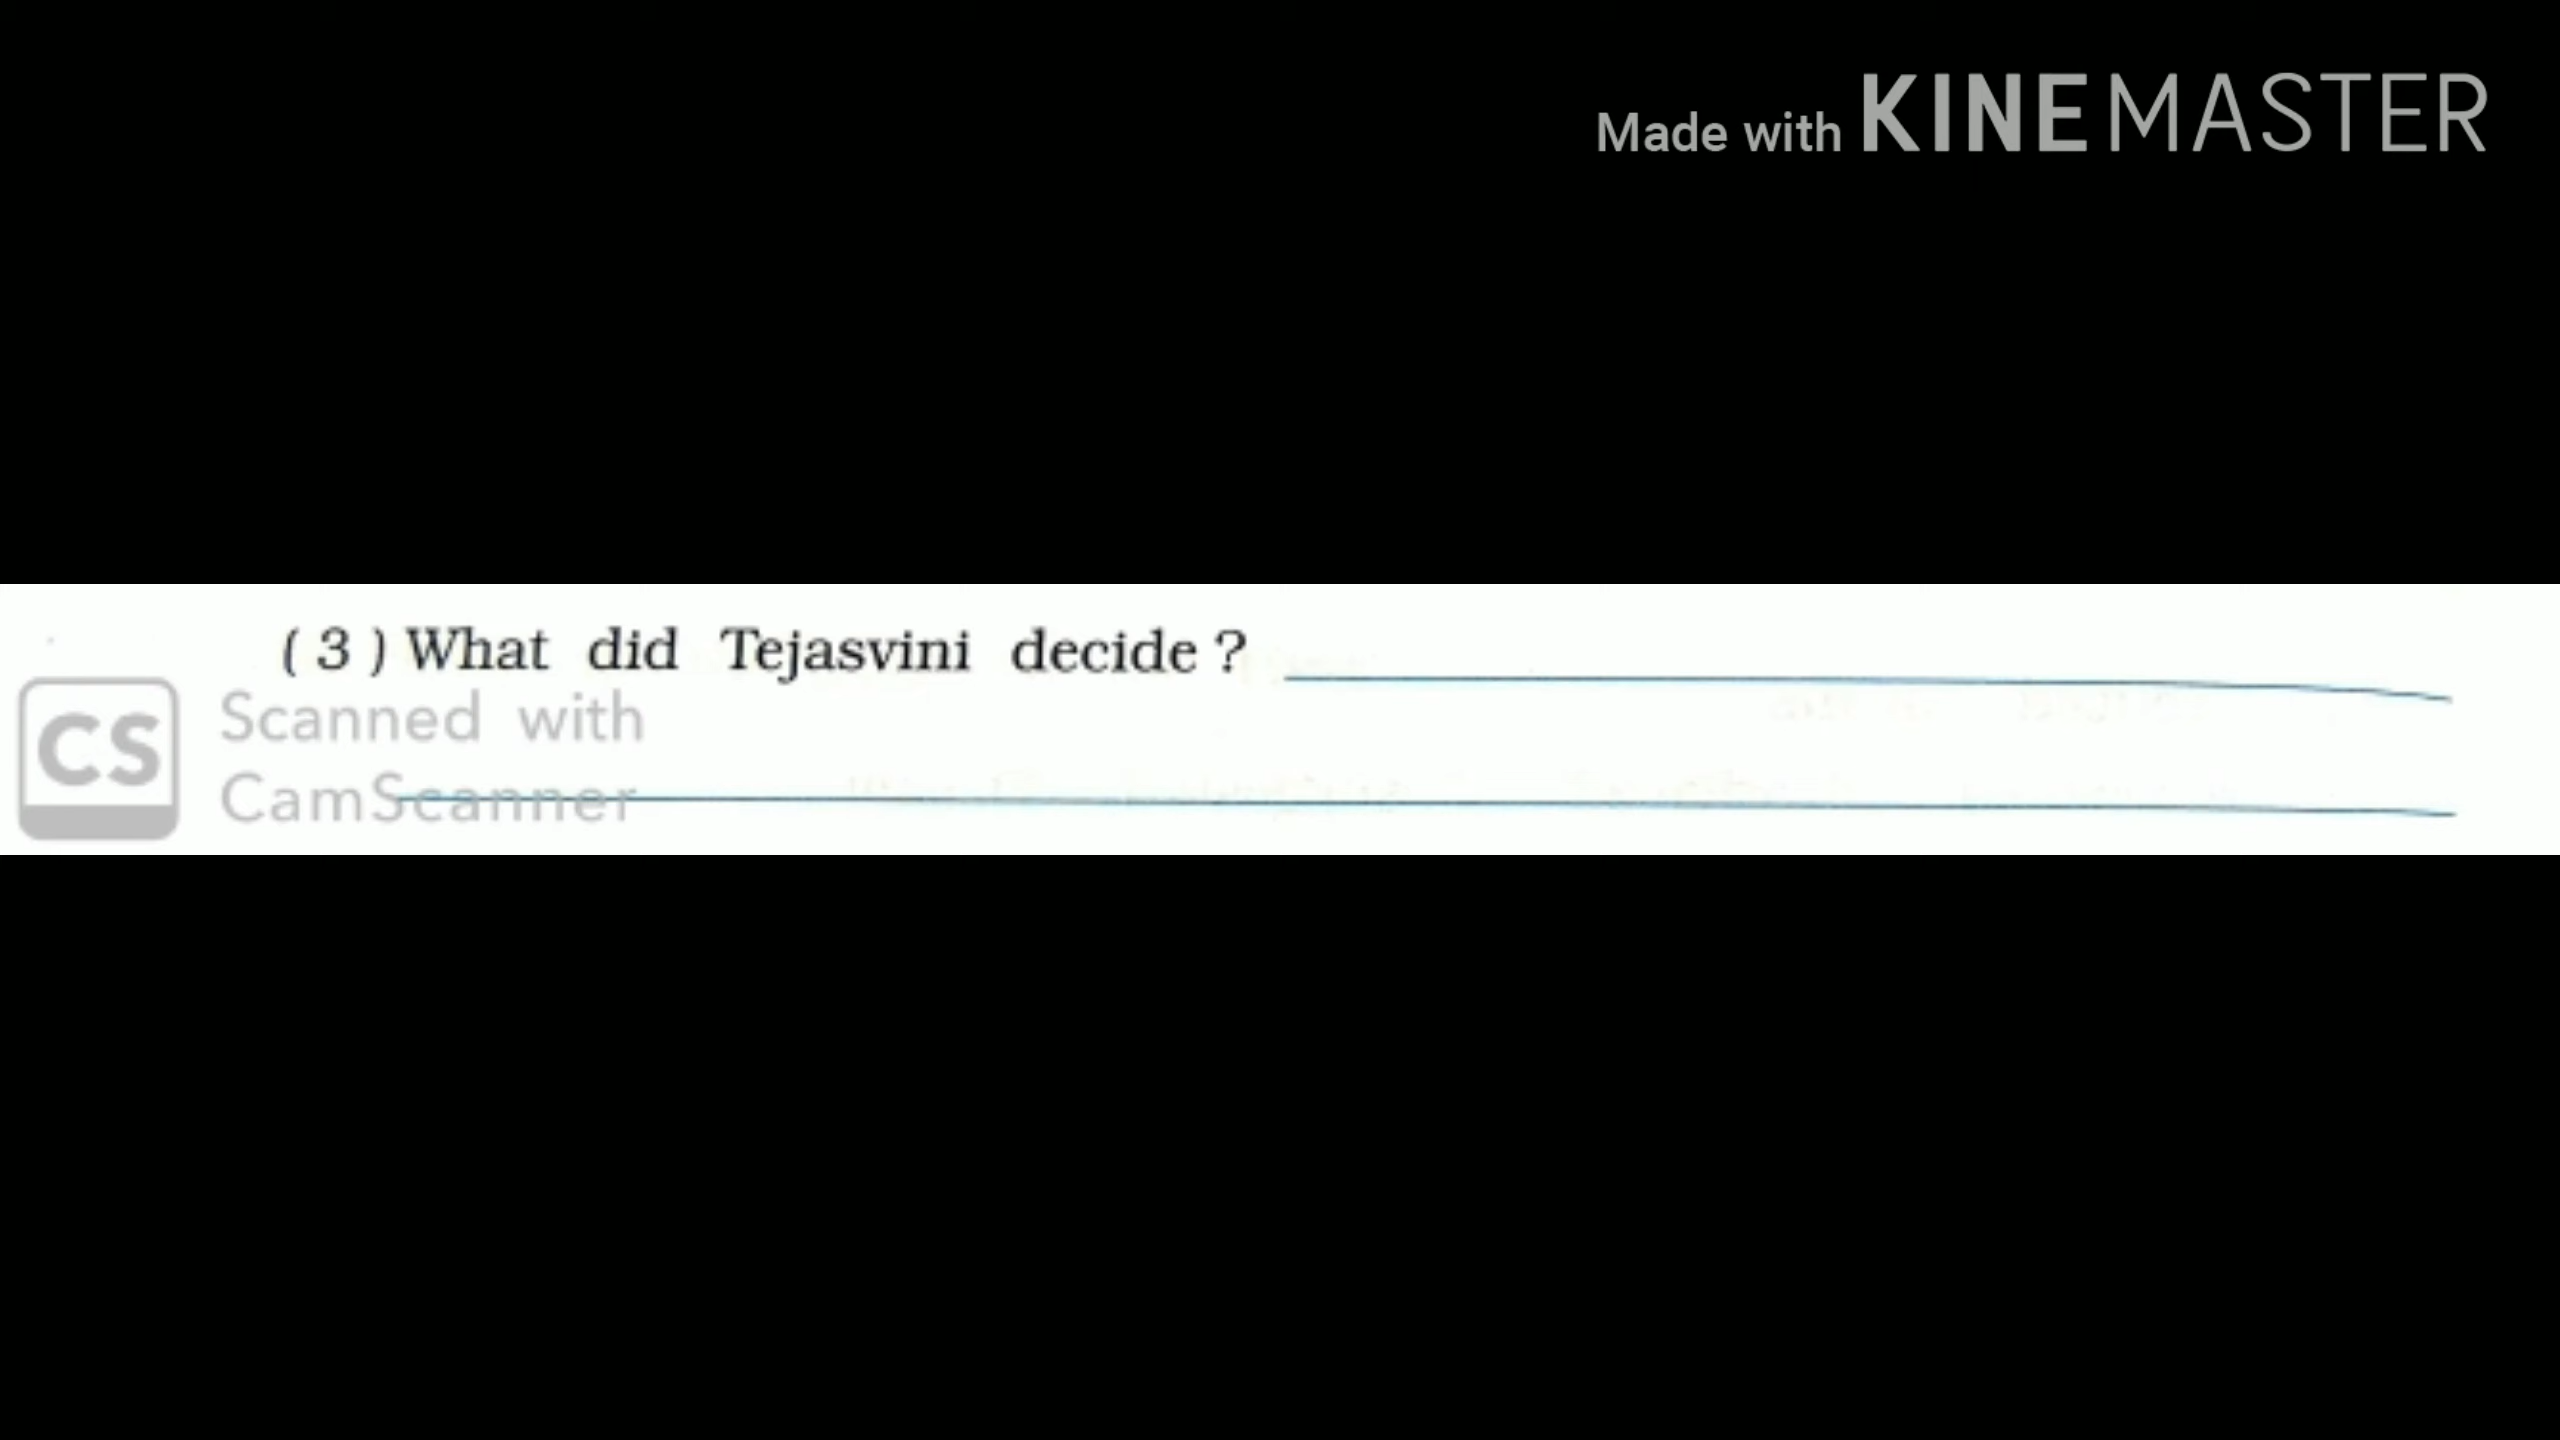 Made with KINEMASTER
( 3 ) What did Tejasvini decide ?
CS Scanned with
CamScanner